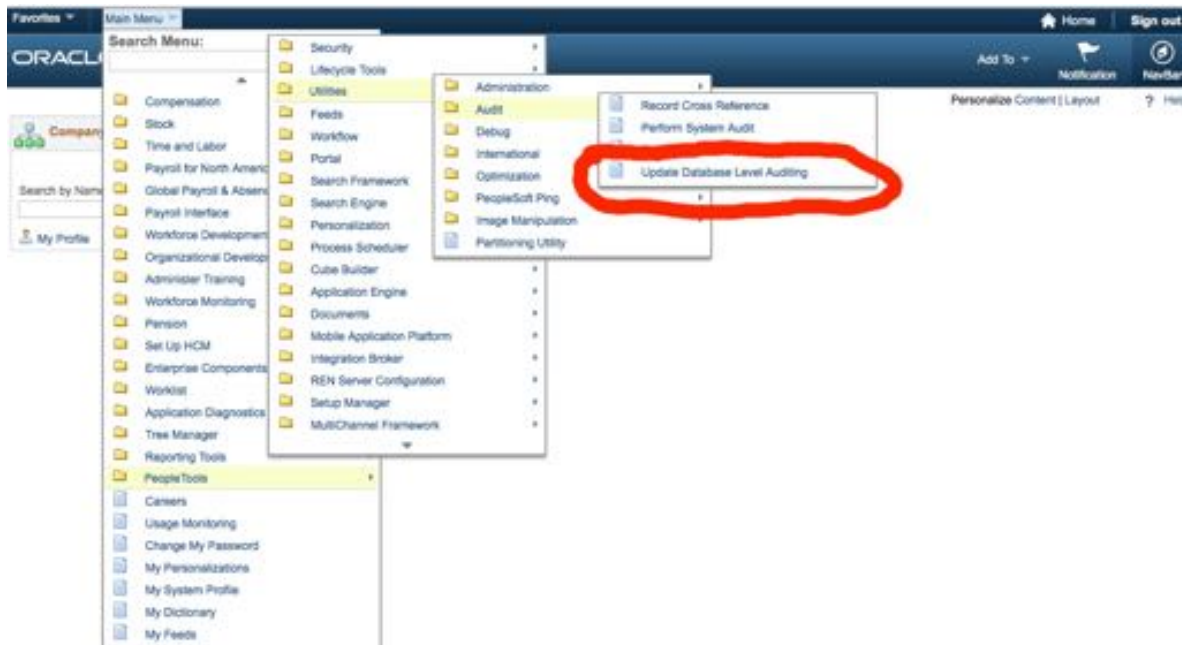 Favorites
Main Menu
Home
Sign out
Search Menu:
ORACL
Add To
Notification
NavBar
Personalize Content | Layout
? Help
Company
Search by Name
My Profile
Compensation
Stock
Time and Labor
Payroll for North Americ
Global Payroll & Absenc
Payroll Interface
Workforce Development
Organizational Develop
Administer Training
Workforce Monitoring
Pension
Set Up HCM
Enterprise Components
Worklist
Application Diagnostics
Tree Manager
Reporting Tools
PeopleTools
Careers
Usage Monitoring
Change My Password
My Personalizations
My System Profile
My Dictionary
My Feeds
Security
Lifecycle Tools
Utilities
Feeds
Workflow
Portal
Search Framework
Search Engine
Personalization
Process Scheduler
Cube Builder
Application Engine
Documents
Mobile Application Platform
Integration Broker
REN Server Configuration
Setup Manager
MultiChannel Framework
Administration
Audit
Debug
International
Optimization
PeopleSoft Ping
Image Manipulation
Partitioning Utility
Record Cross Reference
Perform System Audit
Update Database Level Auditing